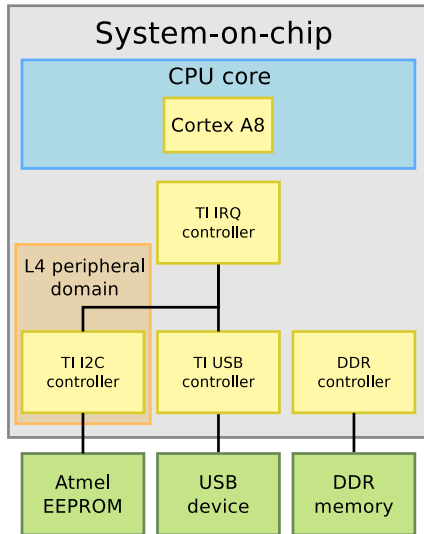 System-on-chip
CPU core
Cortex A8
TI IRQ
controller
L4 peripheral
domain
TI I2C
controller
TI USB
controller
DDR
controller
Atmel
EEPROM
USB
device
DDR
memory